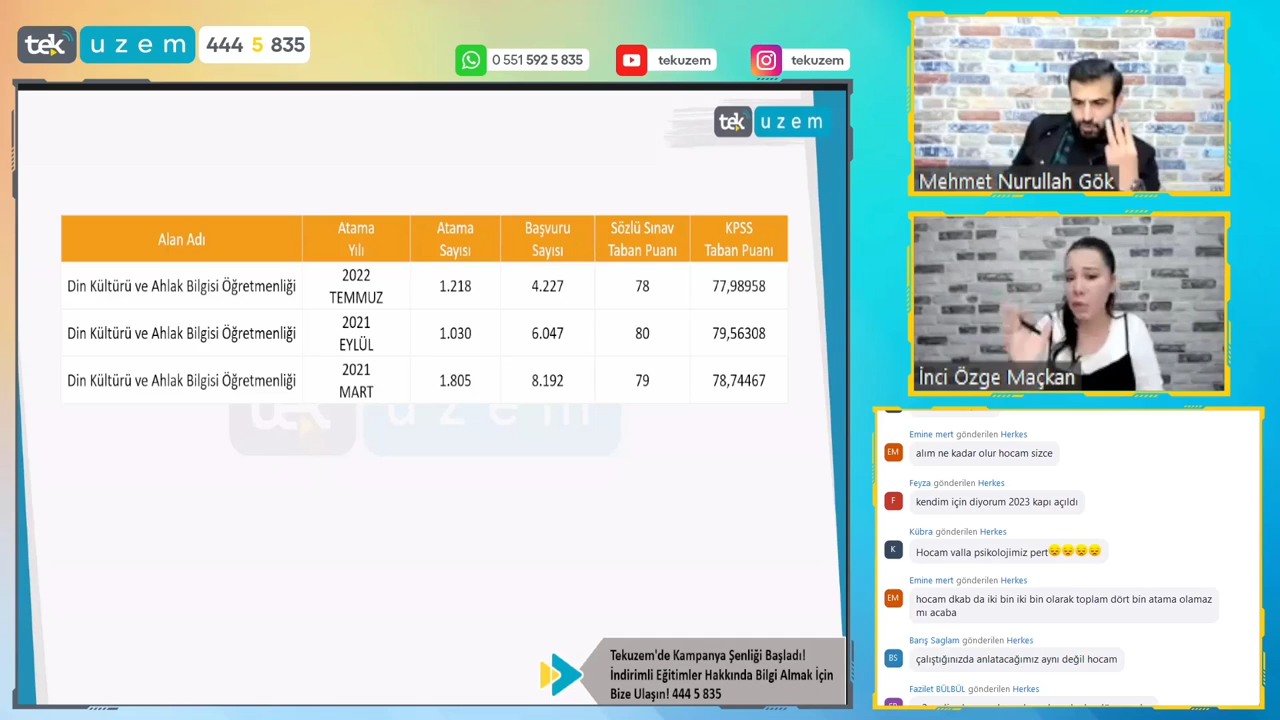 tek uzem 444 5 835
0 551 592 5 835
tekuzem
tekuzem
tek uzem
Alan Adı
Atama Yılı
Atama Sayısı
Başvuru Sayısı
Sözlü Sınav Taban Puanı
KPSS Taban Puanı
Din Kültürü ve Ahlak Bilgisi Öğretmenliği 2022 TEMMUZ 1.218 4.227 78 77,98958
Din Kültürü ve Ahlak Bilgisi Öğretmenliği 2021 EYLÜL 1.030 6.047 80 79,56308
Din Kültürü ve Ahlak Bilgisi Öğretmenliği 2021 MART 1.805 8.192 79 78,74467
tek uzem
Tekuzem'de Kampanya Şenliği Başladı!
İndirimli Eğitimler Hakkında Bilgi Almak İçin
Bize Ulaşın! 444 5 835
Mehmet Nurullah Gök
İnci Özge Maçkan
Emine mert gönderilen Herkes
EM
alım ne kadar olur hocam sizce
Feyza gönderilen Herkes
F
kendim için diyorum 2023 kapı açıldı
Kübra gönderilen Herkes
K
Hocam valla psikolojimiz pert😞😞😞😞
Emine mert gönderilen Herkes
EM
hocam dkab da iki bin iki bin olarak toplam dört bin atama olamaz
mı acaba
Barış Saglam gönderilen Herkes
BS
çalıştığınızda anlatacağımız aynı değil hocam
Fazilet BÜLBÜL gönderilen Herkes